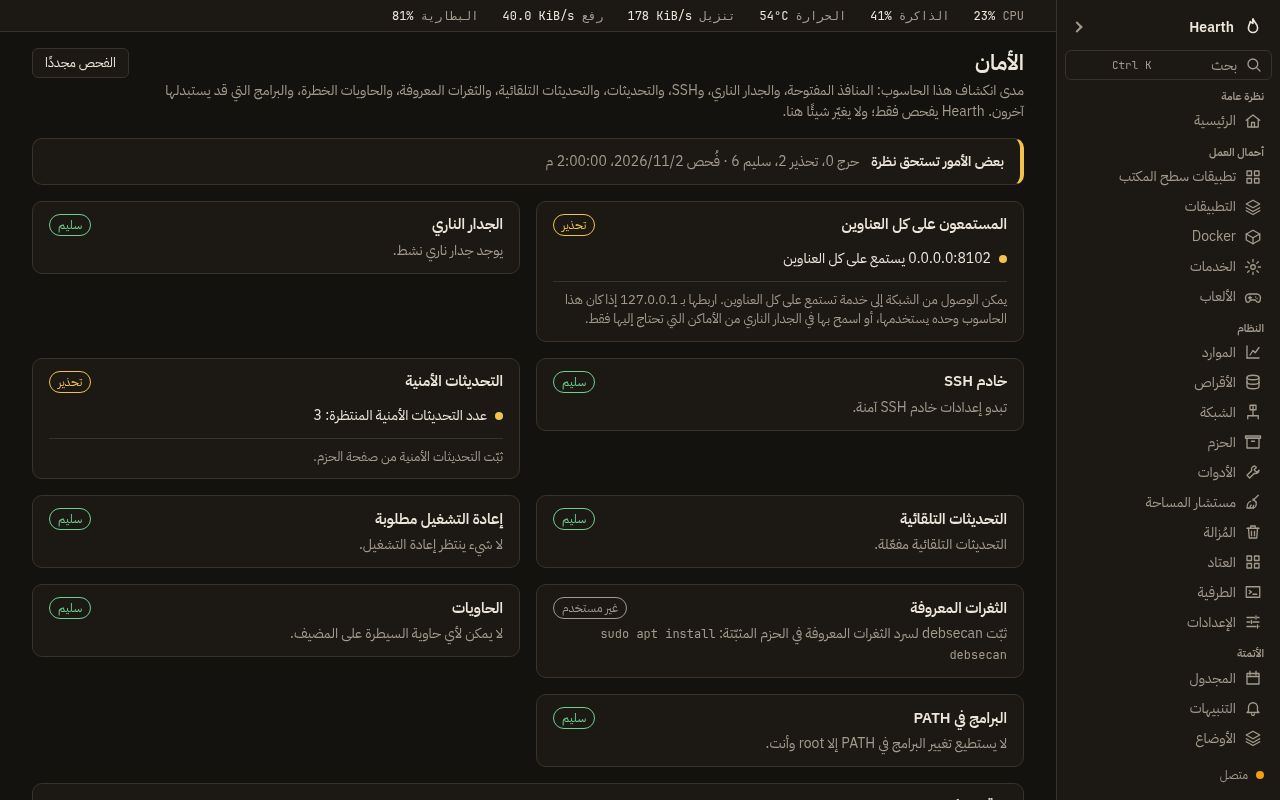 Hearth
بحث Ctrl K
نظرة عامة
الرئيسية
أحمال العمل
تطبيقات سطح المكتب
التطبيقات
Docker
الخدمات
الألعاب
النظام
الموارد
الأقراص
الشبكة
الحزم
الأدوات
مستشار المساحة
المُزالة
العتاد
الطرفية
الإعدادات
الأتمتة
المجدول
التنبيهات
الأوضاع
متصل
CPU 23% الذاكرة 41% الحرارة 54°C تنزيل 178 KiB/s رفع 40.0 KiB/s البطارية 81%
الأمان
الفحص مجددًا
مدى انكشاف هذا الحاسوب: المنافذ المفتوحة، والجدار الناري، وSSH، والتحديثات، والتحديثات التلقائية، والثغرات المعروفة، والحاويات الخطرة، والبرامج التي قد يستبدلها
آخرون. Hearth يفحص فقط؛ ولا يغيّر شيئًا هنا.
بعض الأمور تستحق نظرة حرج 0، تحذير 2، سليم 6 · فُحص 2026/11/2، 2:00:00 م
المستمعون على كل العناوين تحذير
0.0.0.0:8102 يستمع على كل العناوين
يمكن الوصول من الشبكة إلى خدمة تستمع على كل العناوين. اربطها بـ 127.0.0.1 إذا كان هذا
الحاسوب وحده يستخدمها، أو اسمح بها في الجدار الناري من الأماكن التي تحتاج إليها فقط.
الجدار الناري سليم
يوجد جدار ناري نشط.
خادم SSH سليم
تبدو إعدادات خادم SSH آمنة.
التحديثات الأمنية تحذير
عدد التحديثات الأمنية المنتظرة: 3
ثبّت التحديثات الأمنية من صفحة الحزم.
التحديثات التلقائية سليم
التحديثات التلقائية مفعّلة.
إعادة التشغيل مطلوبة سليم
لا شيء ينتظر إعادة التشغيل.
الثغرات المعروفة غير مستخدم
ثبّت debsecan لسرد الثغرات المعروفة في الحزم المثبّتة: sudo apt install
debsecan
الحاويات سليم
لا يمكن لأي حاوية السيطرة على المضيف.
البرامج في PATH سليم
لا يستطيع تغيير البرامج في PATH إلا root وأنت.